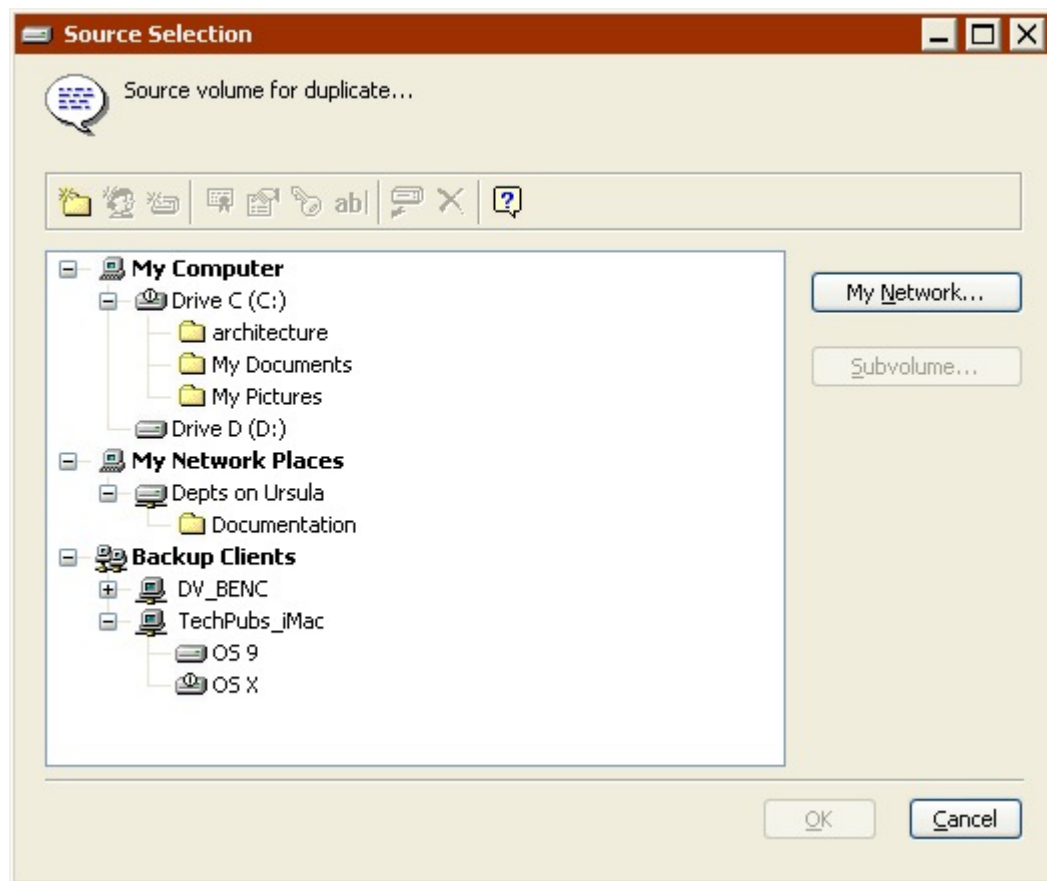 Source Selection
Source volume for duplicate...
ab|
My Computer
Drive C (C:)
architecture
My Documents
My Pictures
Drive D (D:)
My Network Places
Depts on Ursula
Documentation
Backup Clients
DV_BENC
TechPubs_iMac
OS 9
OS X
My Network...
Subvolume...
OK
Cancel